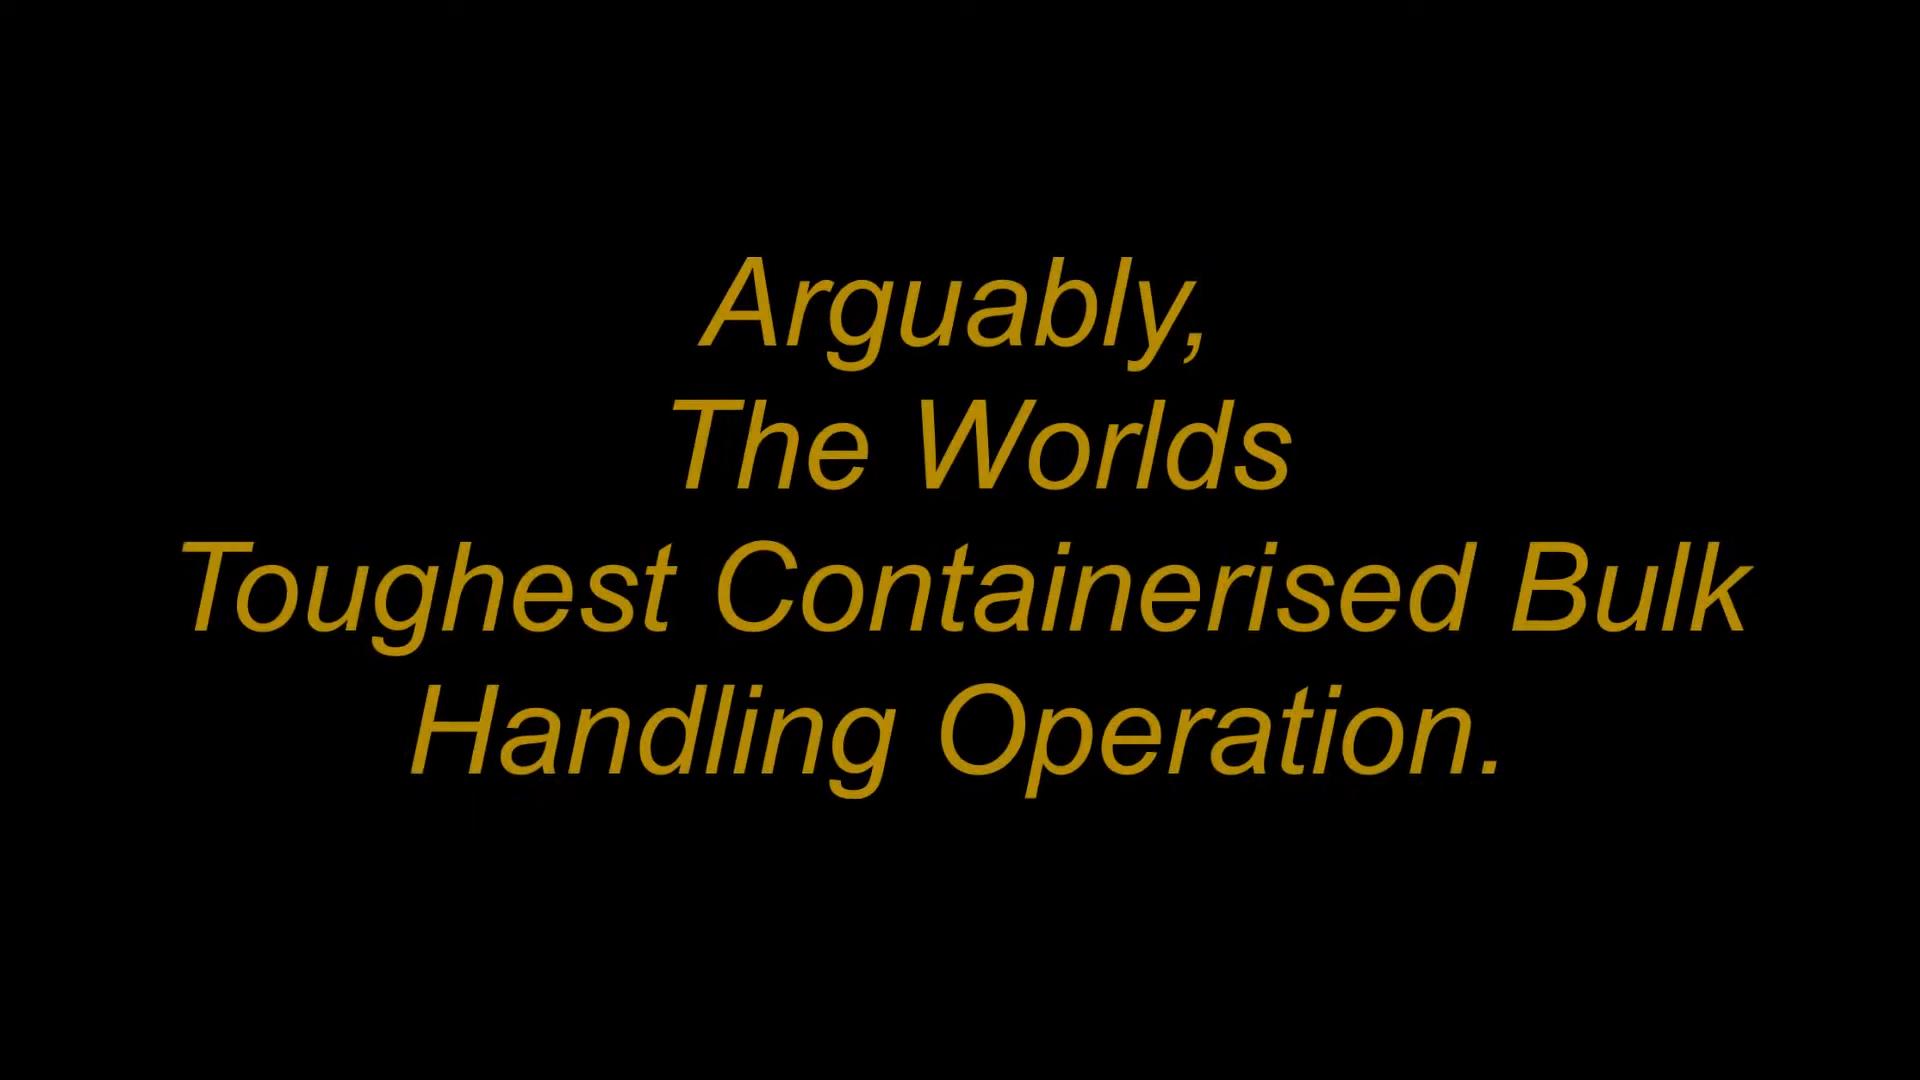 Arguably,
The Worlds
Toughest Containerised Bulk
Handling Operation.